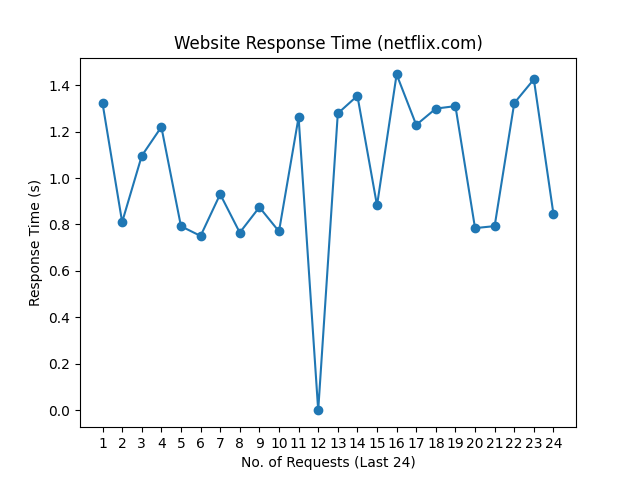 Website Response Time (netflix.com)
Response Time (s)
1.4
1.2
1.0
0.8
0.6
0.4
0.2
0.0
1 2 3 4 5 6 7 8 9 10 11 12 13 14 15 16 17 18 19 20 21 22 23 24
No. of Requests (Last 24)